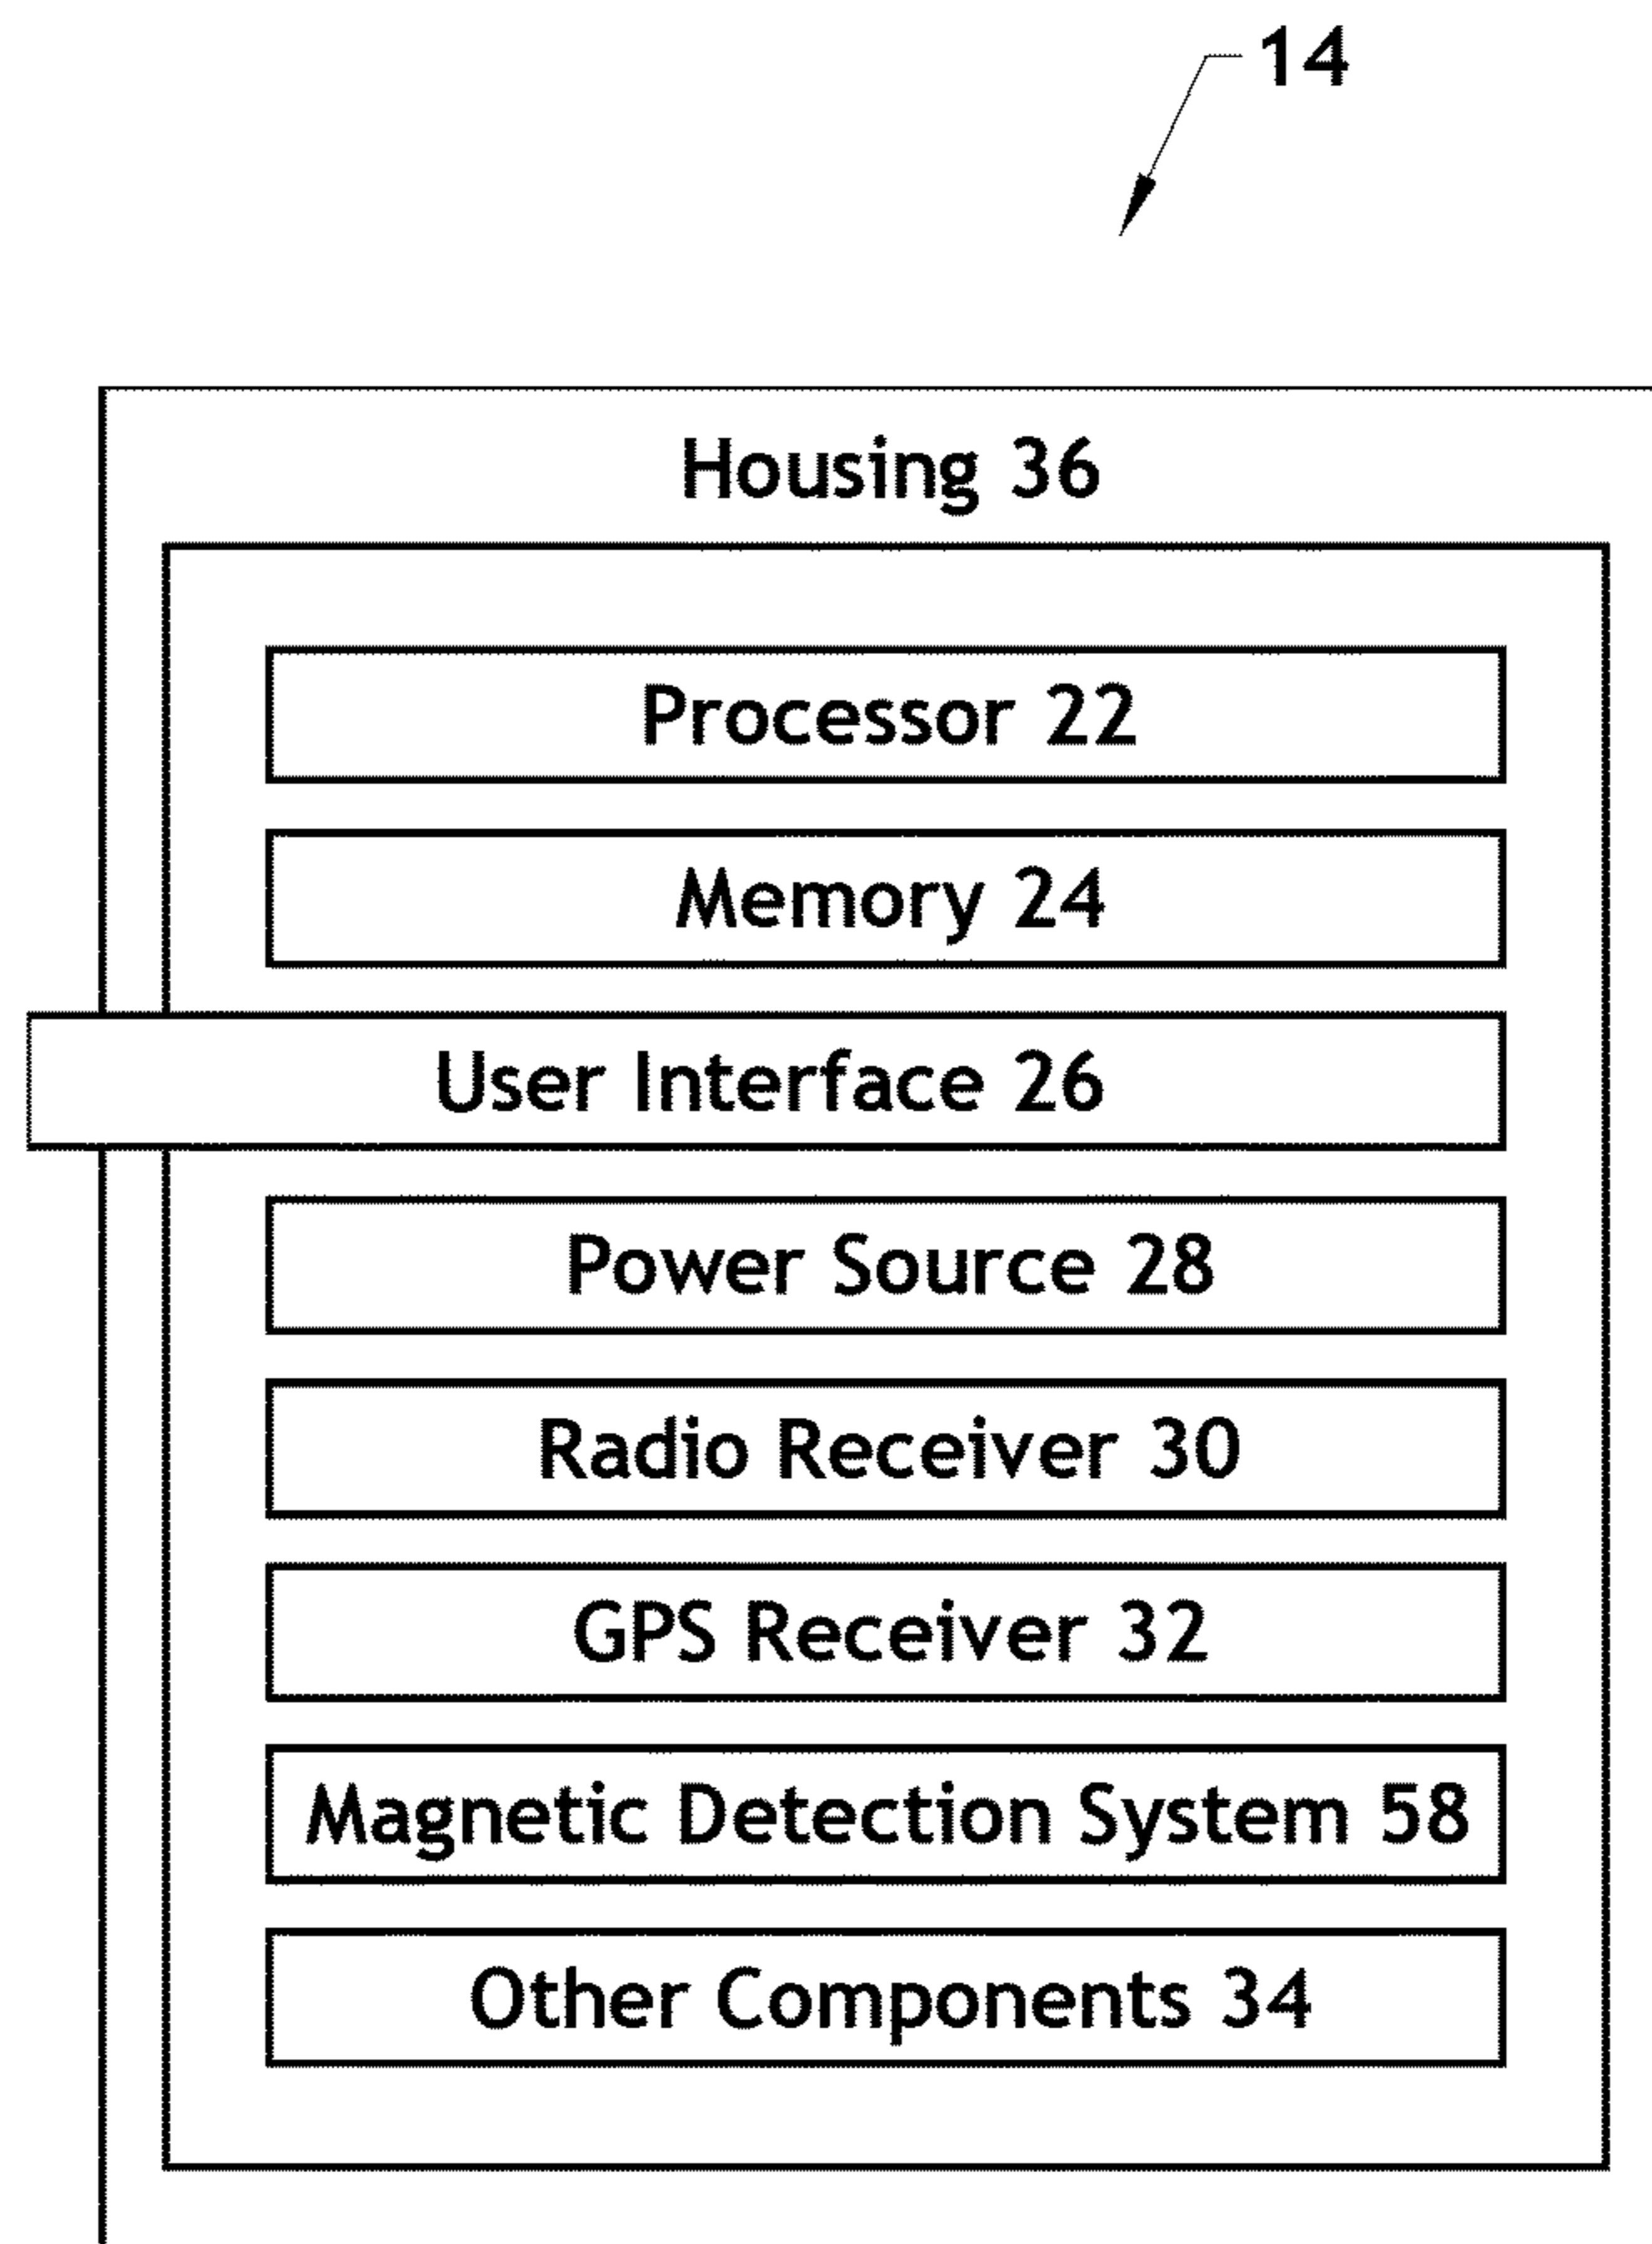 14
Housing 36
Processor 22
Memory 24
User Interface 26
Power Source 28
Radio Receiver 30
GPS Receiver 32
Magnetic Detection System 58
Other Components 34